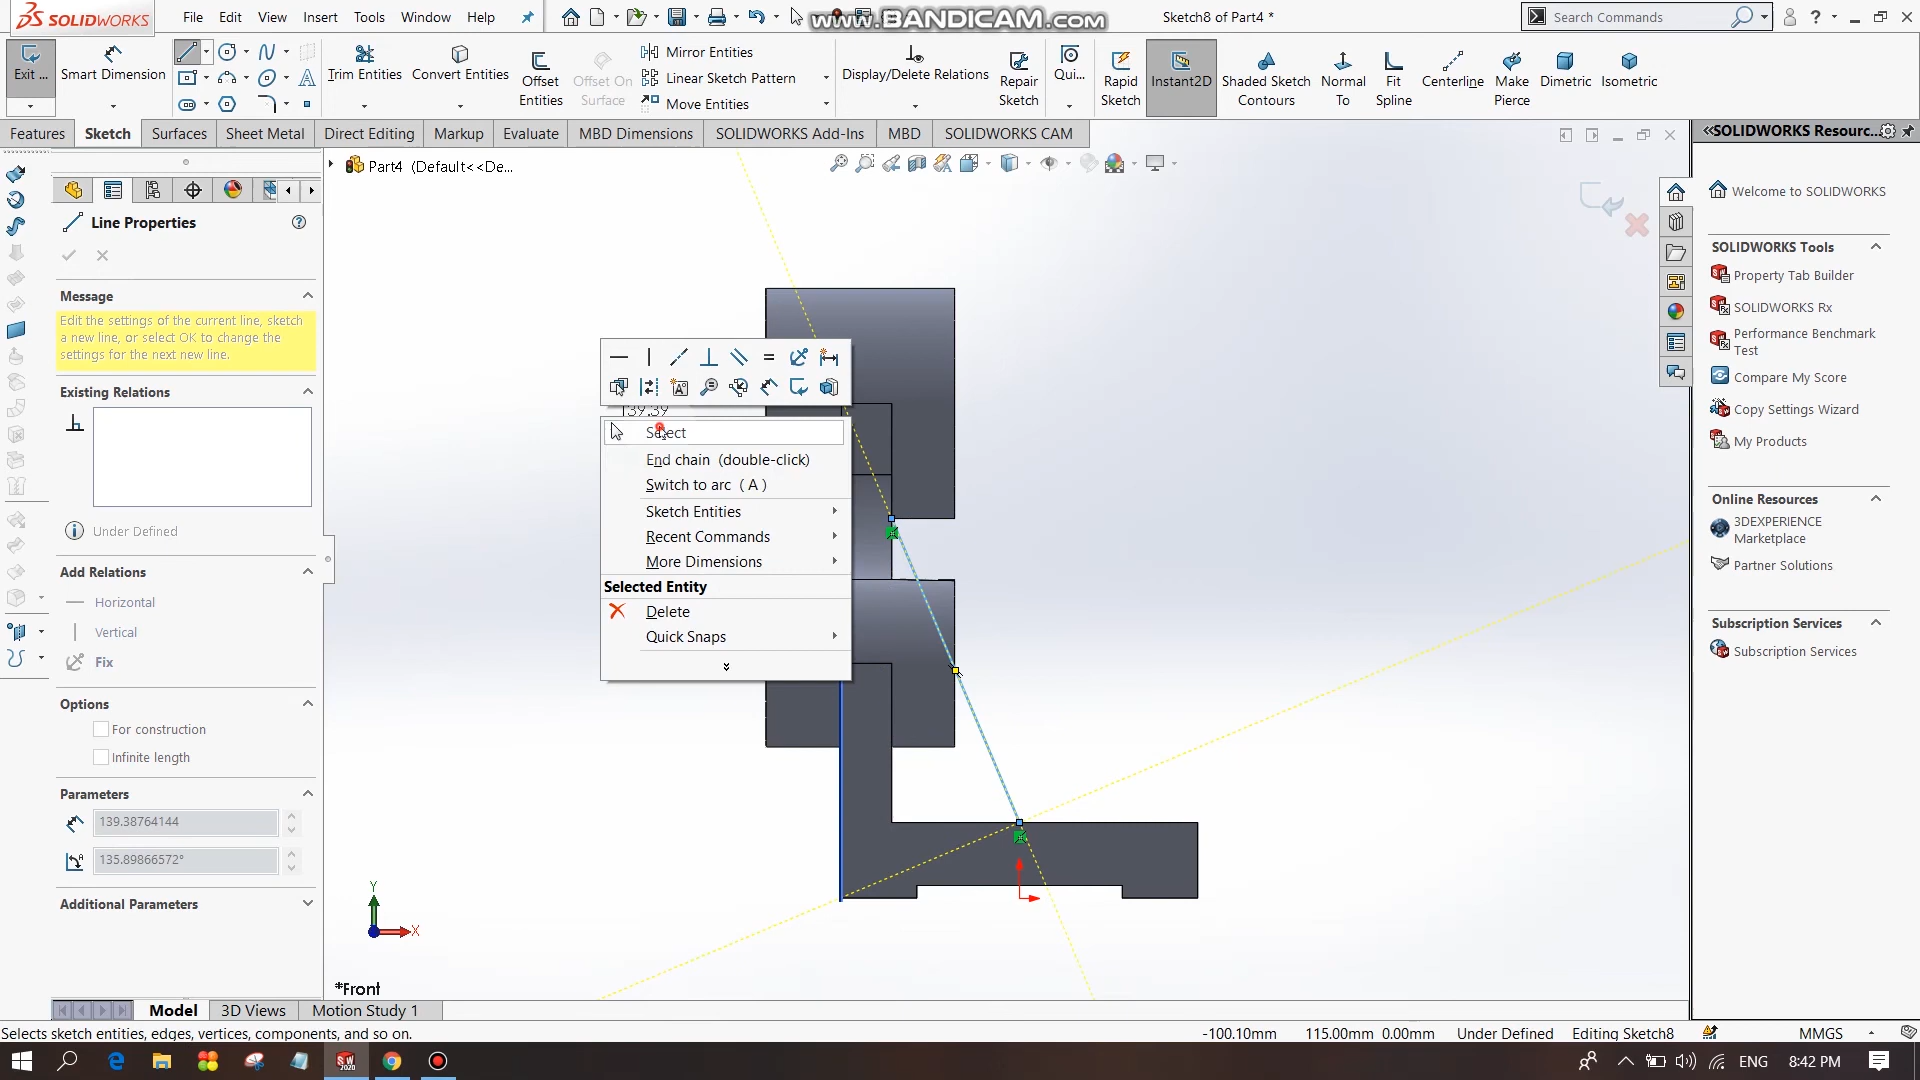 SOLIDWORKS
File Edit View Insert Tools Window Help
www.BANDICAM.com
Sketch8 of Part4 *
Search Commands
Exit ...
Smart Dimension
Trim Entities
Convert Entities
Offset Entities
Offset On Surface
Mirror Entities
Linear Sketch Pattern
Move Entities
Display/Delete Relations
Repair Sketch
Qui...
Rapid Sketch
Instant2D
Shaded Sketch Contours
Normal To
Fit Spline
Centerline
Make Pierce
Dimetric
Isometric
Features Sketch Surfaces Sheet Metal Direct Editing Markup Evaluate MBD Dimensions SOLIDWORKS Add-Ins MBD SOLIDWORKS CAM
Part4 (Default<<De...
Line Properties
Message
Edit the settings of the current line, sketch
a new line, or select OK to change the
settings for the next new line.
Existing Relations
Under Defined
Add Relations
Horizontal
Vertical
Fix
Options
For construction
Infinite length
Parameters
139.38764144
135.89866572°
Additional Parameters
139.39
Select
End chain (double-click)
Switch to arc ( A )
Sketch Entities
Recent Commands
More Dimensions
Selected Entity
Delete
Quick Snaps
Y
X
*Front
SOLIDWORKS Resourc...
Welcome to SOLIDWORKS
SOLIDWORKS Tools
Property Tab Builder
SOLIDWORKS Rx
Performance Benchmark
Test
Compare My Score
Copy Settings Wizard
My Products
Online Resources
3DEXPERIENCE
Marketplace
Partner Solutions
Subscription Services
Subscription Services
Model 3D Views Motion Study 1
Selects sketch entities, edges, vertices, components, and so on.
-100.10mm 115.00mm 0.00mm Under Defined Editing Sketch8 MMGS
ENG 8:42 PM